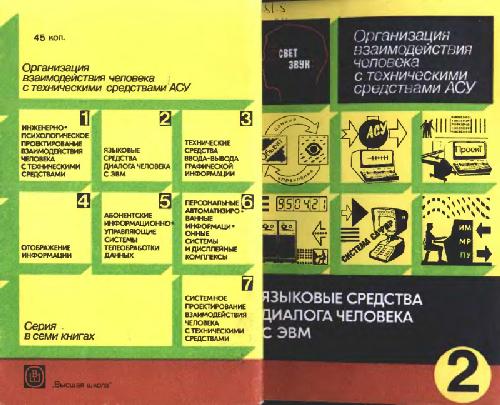 45 коп.
Организация
взаимодействия человека
с техническими средствами АСУ
1
ИНЖЕНЕРНО-
ПСИХОЛОГИЧЕСКОЕ
ПРОЕКТИРОВАНИЕ
ВЗАИМОДЕЙСТВИЯ
ЧЕЛОВЕКА
С ТЕХНИЧЕСКИМИ
СРЕДСТВАМИ
2
ЯЗЫКОВЫЕ
СРЕДСТВА
ДИАЛОГА ЧЕЛОВЕКА
С ЭВМ
3
ТЕХНИЧЕСКИЕ
СРЕДСТВА
ВВОДА-ВЫВОДА
ГРАФИЧЕСКОЙ
ИНФОРМАЦИИ
4
ОТОБРАЖЕНИЕ
ИНФОРМАЦИИ
5
АБОНЕНТСКИЕ
ИНФОРМАЦИОННО-
УПРАВЛЯЮЩИЕ
СИСТЕМЫ
ТЕЛЕОБРАБОТКИ
ДАННЫХ
6
ПЕРСОНАЛЬНЫЕ
АВТОМАТИЗИРО-
ВАННЫЕ
ИНФОРМАЦИ-
ОННЫЕ
СИСТЕМЫ
И ДИСПЛЕЙНЫЕ
КОМПЛЕКСЫ
7
СИСТЕМНОЕ
ПРОЕКТИРОВАНИЕ
ВЗАИМОДЕЙСТВИЯ
ЧЕЛОВЕКА
С ТЕХНИЧЕСКИМИ
СРЕДСТВАМИ
Серия
в семи книгах
„Высшая школа"
СВЕТ
ЗВУК
Организация
взаимодействия
человека
с техническими
средствами АСУ
УПРАВЛЕНИЕ
АСУ
Проект
950421
СИСТЕМА
ИМ
МР
ПУ
ЯЗЫКОВЫЕ СРЕДСТВА
ДИАЛОГА ЧЕЛОВЕКА
С ЭВМ
2